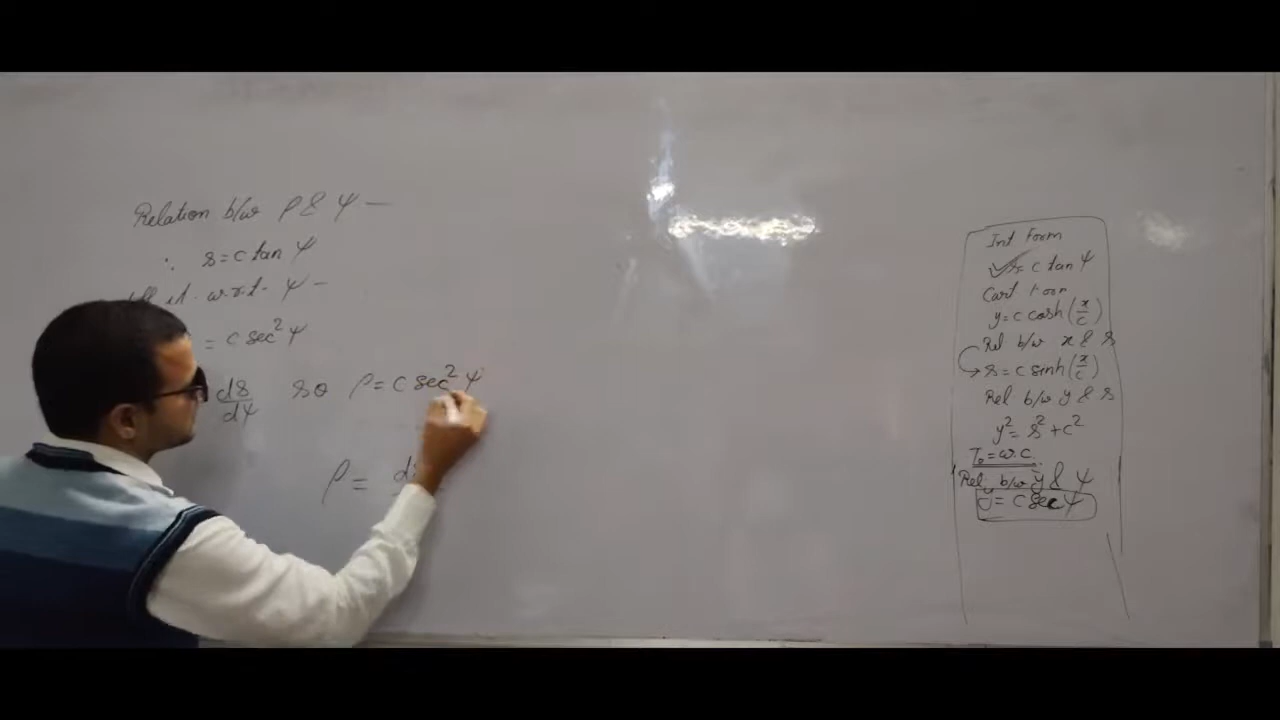 Relation b/w ρ & ψ —
∴ s = c tan ψ
w.r.t. ψ —
= c sec² ψ
ds/dψ so ρ = c sec² ψ
ρ =
Int Form
s = c tan ψ
Cart Form
y = c cosh (x/c)
Rel b/w x & s
→ s = c sinh (x/c)
Rel b/w y & s
y² = s² + c²
T₀ = w.c.
Rel b/w y & ψ
y = c sec ψ